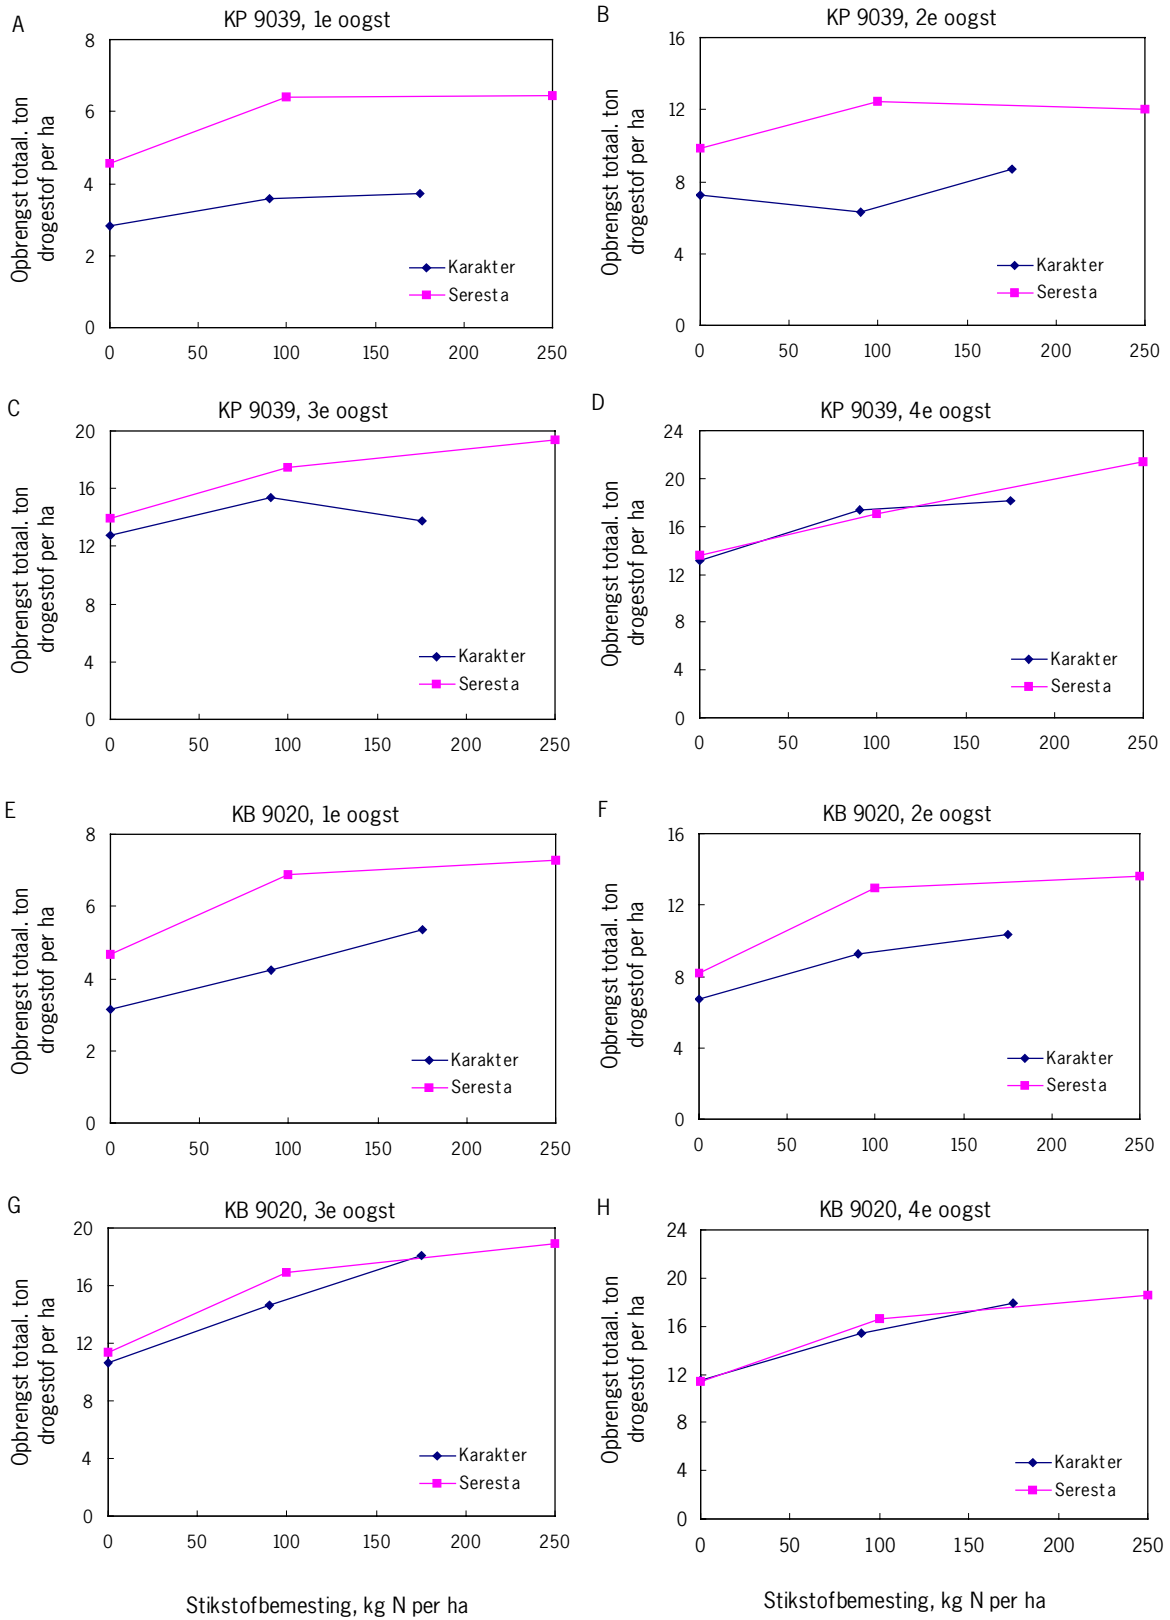 A
KP 9039, 1e oogst
Opbrengst totaal. ton
drogestof per ha
8
6
4
2
0
0 50 100 150 200 250
Karakter
Seresta
B
KP 9039, 2e oogst
Opbrengst totaal. ton
drogestof per ha
16
12
8
4
0
0 50 100 150 200 250
Karakter
Seresta
C
KP 9039, 3e oogst
Opbrengst totaal. ton
drogestof per ha
20
16
12
8
4
0
0 50 100 150 200 250
Karakter
Seresta
D
KP 9039, 4e oogst
Opbrengst totaal. ton
drogestof per ha
24
20
16
12
8
4
0
0 50 100 150 200 250
Karakter
Seresta
E
KB 9020, 1e oogst
Opbrengst totaal. ton
drogestof per ha
8
6
4
2
0
0 50 100 150 200 250
Karakter
Seresta
F
KB 9020, 2e oogst
Opbrengst totaal. ton
drogestof per ha
16
12
8
4
0
0 50 100 150 200 250
Karakter
Seresta
G
KB 9020, 3e oogst
Opbrengst totaal. ton
drogestof per ha
20
16
12
8
4
0
0 50 100 150 200 250
Karakter
Seresta
Stikstofbemesting, kg N per ha
H
KB 9020, 4e oogst
Opbrengst totaal. ton
drogestof per ha
24
20
16
12
8
4
0
0 50 100 150 200 250
Karakter
Seresta
Stikstofbemesting, kg N per ha